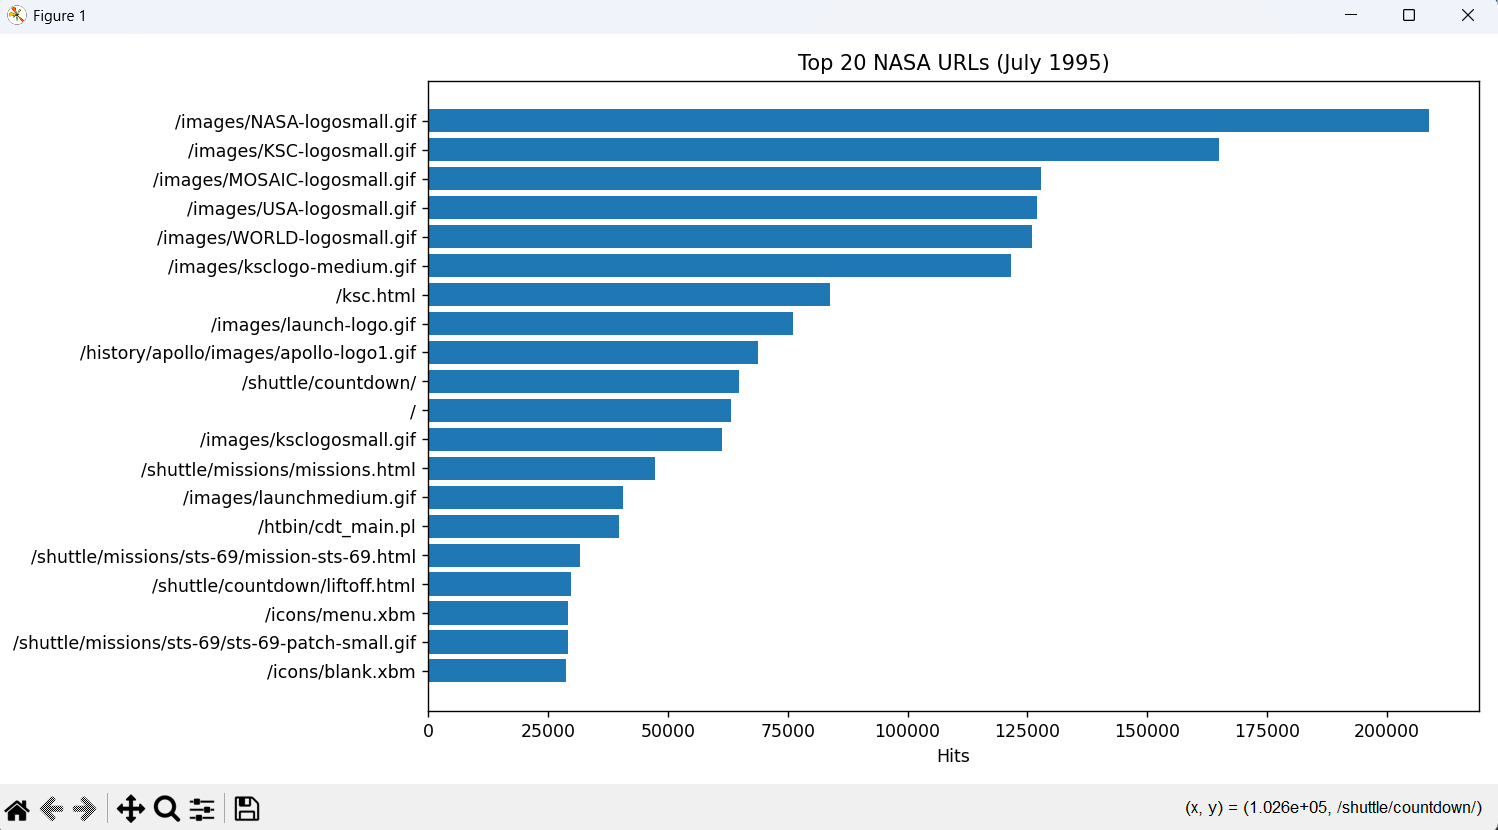 Figure 1
Top 20 NASA URLs (July 1995)
/images/NASA-logosmall.gif
/images/KSC-logosmall.gif
/images/MOSAIC-logosmall.gif
/images/USA-logosmall.gif
/images/WORLD-logosmall.gif
/images/ksclogo-medium.gif
/ksc.html
/images/launch-logo.gif
/history/apollo/images/apollo-logo1.gif
/shuttle/countdown/
/
/images/ksclogosmall.gif
/shuttle/missions/missions.html
/images/launchmedium.gif
/htbin/cdt_main.pl
/shuttle/missions/sts-69/mission-sts-69.html
/shuttle/countdown/liftoff.html
/icons/menu.xbm
/shuttle/missions/sts-69/sts-69-patch-small.gif
/icons/blank.xbm
0 25000 50000 75000 100000 125000 150000 175000 200000
Hits
(x, y) = (1.026e+05, /shuttle/countdown/)